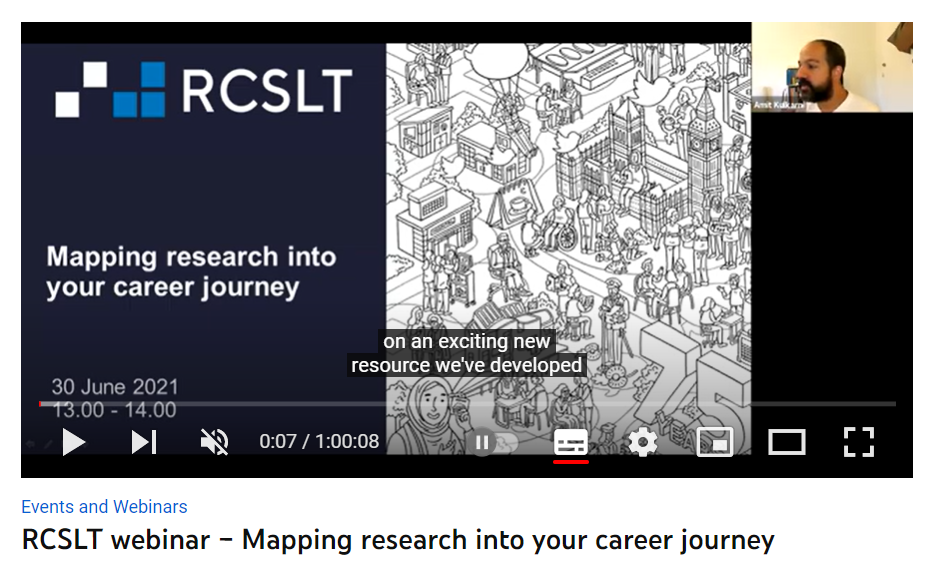 RCSLT
Amit Kulkarni
Mapping research into
your career journey
on an exciting new
resource we've developed
30 June 2021
13.00 - 14.00
0:07 / 1:00:08
75
YEARS
Events and Webinars
RCSLT webinar – Mapping research into your career journey